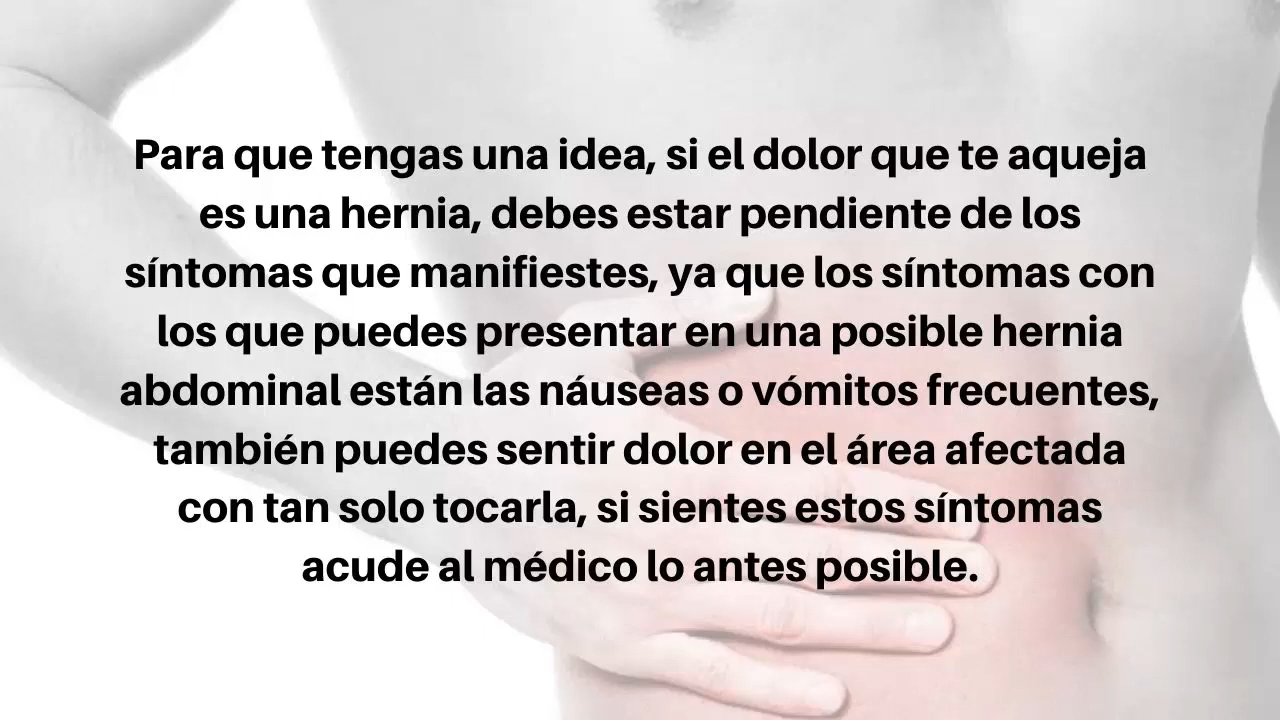 Para que tengas una idea, si el dolor que te aqueja
es una hernia, debes estar pendiente de los
síntomas que manifiestes, ya que los síntomas con
los que puedes presentar en una posible hernia
abdominal están las náuseas o vómitos frecuentes,
también puedes sentir dolor en el área afectada
con tan solo tocarla, si sientes estos síntomas
acude al médico lo antes posible.